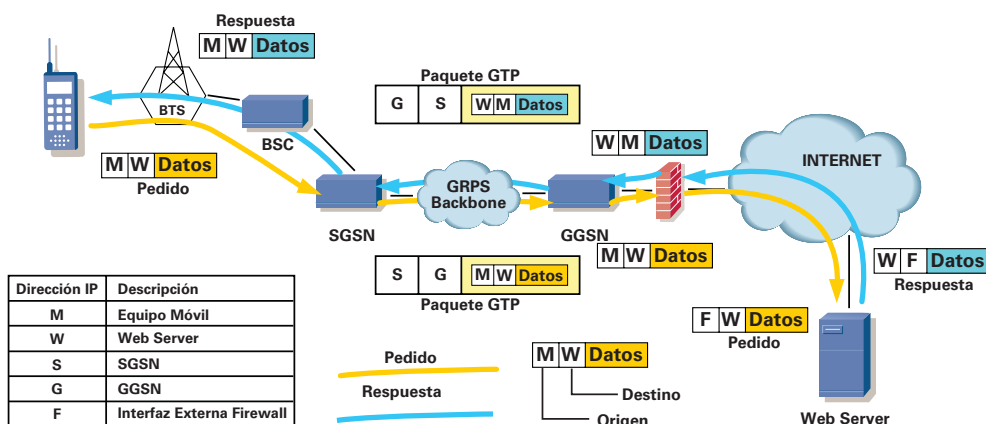 Respuesta
M W Datos
Paquete GTP
G S W M Datos
BTS
BSC
W M Datos
INTERNET
M W Datos
Pedido
GRPS
Backbone
SGSN
GGSN
M W Datos
W F Datos
Respuesta
S G M W Datos
Paquete GTP
Dirección IP Descripción
M Equipo Móvil
W Web Server
S SGSN
G GGSN
F Interfaz Externa Firewall
F W Datos
Pedido
Pedido
Respuesta
M W Datos
Destino
Origen
Web Server